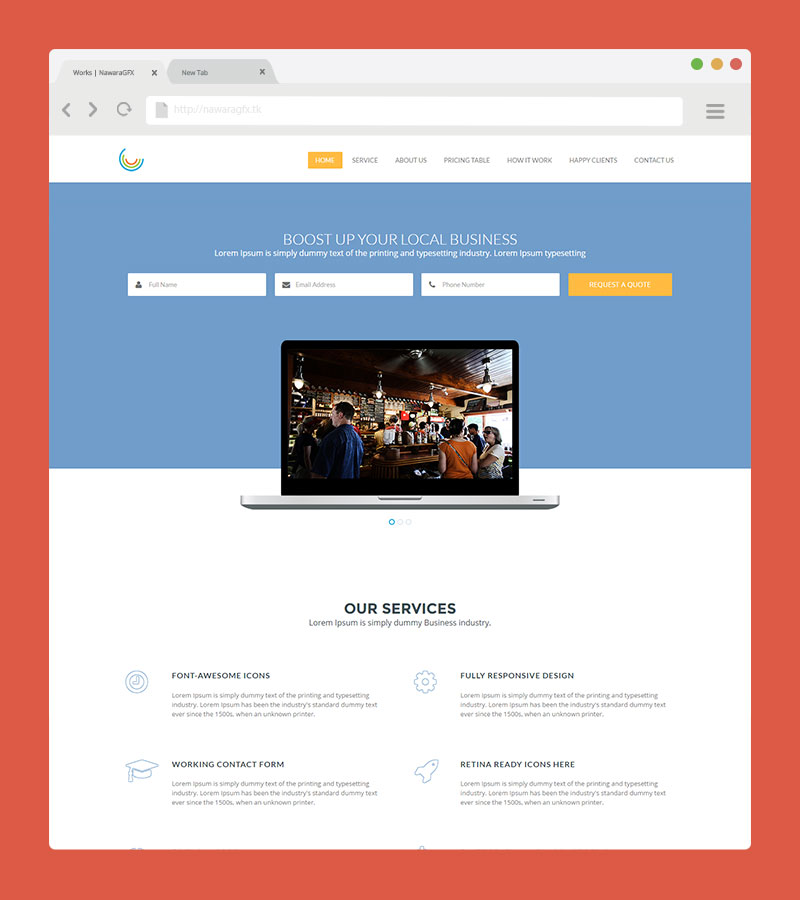 Works | NawaraGFX
New Tab
http://nawaragfx.tk
HOME
SERVICE
ABOUT US
PRICING TABLE
HOW IT WORK
HAPPY CLIENTS
CONTACT US
BOOST UP YOUR LOCAL BUSINESS
Lorem Ipsum is simply dummy text of the printing and typesetting industry. Lorem Ipsum typesetting
Full Name
Email Address
Phone Number
REQUEST A QUOTE
OUR SERVICES
Lorem Ipsum is simply dummy Business industry.
FONT-AWESOME ICONS
Lorem Ipsum is simply dummy text of the printing and typesetting
industry. Lorem Ipsum has been the industry's standard dummy text
ever since the 1500s, when an unknown printer.
FULLY RESPONSIVE DESIGN
Lorem Ipsum is simply dummy text of the printing and typesetting
industry. Lorem Ipsum has been the industry's standard dummy text
ever since the 1500s, when an unknown printer.
WORKING CONTACT FORM
Lorem Ipsum is simply dummy text of the printing and typesetting
industry. Lorem Ipsum has been the industry's standard dummy text
ever since the 1500s, when an unknown printer.
RETINA READY ICONS HERE
Lorem Ipsum is simply dummy text of the printing and typesetting
industry. Lorem Ipsum has been the industry's standard dummy text
ever since the 1500s, when an unknown printer.